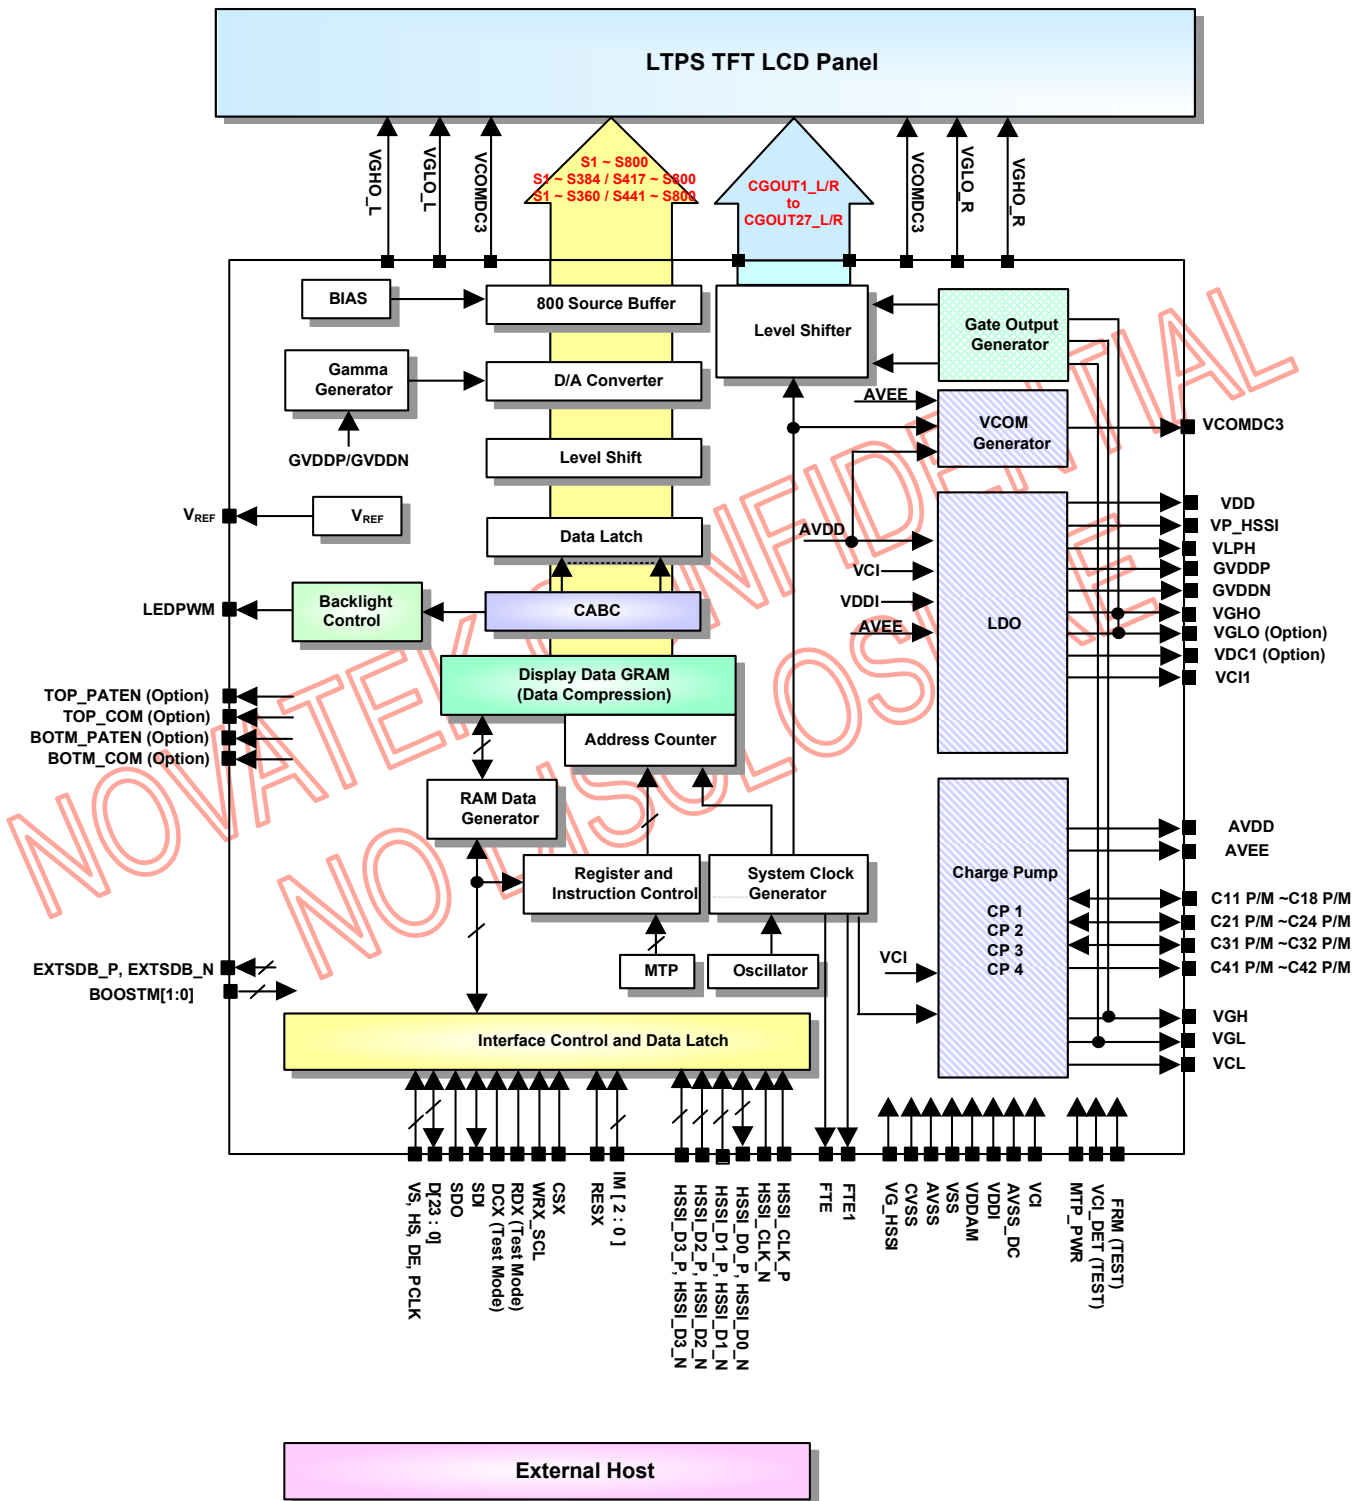 LTPS TFT LCD Panel
VGHO_L
VGLO_L
VCOMDC3
S1 ~ S800
S1 ~ S384 / S417 ~ S800
S1 ~ S360 / S441 ~ S800
CGOUT1_L/R
to
CGOUT27_L/R
VCOMDC3
VGLO_R
VGHO_R
BIAS
800 Source Buffer
Level Shifter
Gate Output
Generator
Gamma
Generator
D/A Converter
AVEE
VCOM
Generator
VCOMDC3
GVDDP/GVDDN
Level Shift
VREF
VREF
Data Latch
AVDD
VCI
VDDI
AVEE
LDO
VDD
VP_HSSI
VLPH
GVDDP
GVDDN
VGHO
VGLO (Option)
VDC1 (Option)
VCI1
LEDPWM
Backlight
Control
CABC
Display Data GRAM
(Data Compression)
Address Counter
TOP_PATEN (Option)
TOP_COM (Option)
BOTM_PATEN (Option)
BOTM_COM (Option)
RAM Data
Generator
Register and
Instruction Control
System Clock
Generator
MTP
Oscillator
VCI
Charge Pump
CP 1
CP 2
CP 3
CP 4
AVDD
AVEE
C11 P/M ~C18 P/M
C21 P/M ~C24 P/M
C31 P/M ~C32 P/M
C41 P/M ~C42 P/M
VGH
VGL
VCL
EXTSDB_P, EXTSDB_N
BOOSTM[1:0]
Interface Control and Data Latch
VS, HS, DE, PCLK
D[23 : 0]
SDO
SDI
DCX (Test Mode)
RDX (Test Mode)
WRX_SCL
CSX
RESX
IM [ 2 : 0 ]
HSSI_D3_P, HSSI_D3_N
HSSI_D2_P, HSSI_D2_N
HSSI_D1_P, HSSI_D1_N
HSSI_D0_P, HSSI_D0_N
HSSI_CLK_N
HSSI_CLK_P
FTE
FTE1
VG_HSSI
CVSS
AVSS
VSS
VDDAM
VDDI
AVSS_DC
VCI
MTP_PWR
VCI_DET (TEST)
FRM (TEST)
External Host
NOVATEK CONFIDENTIAL
NO DISCLOSURE